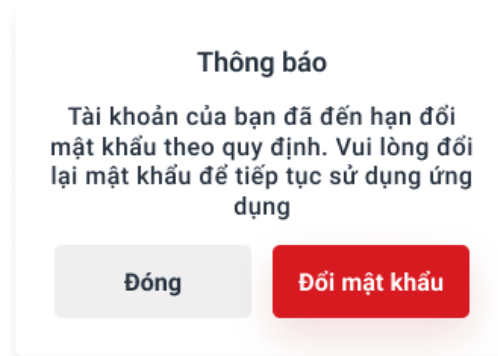 Thông báo
Tài khoản của bạn đã đến hạn đổi
mật khẩu theo quy định. Vui lòng đổi
lại mật khẩu để tiếp tục sử dụng ứng
dụng
Đóng
Đổi mật khẩu